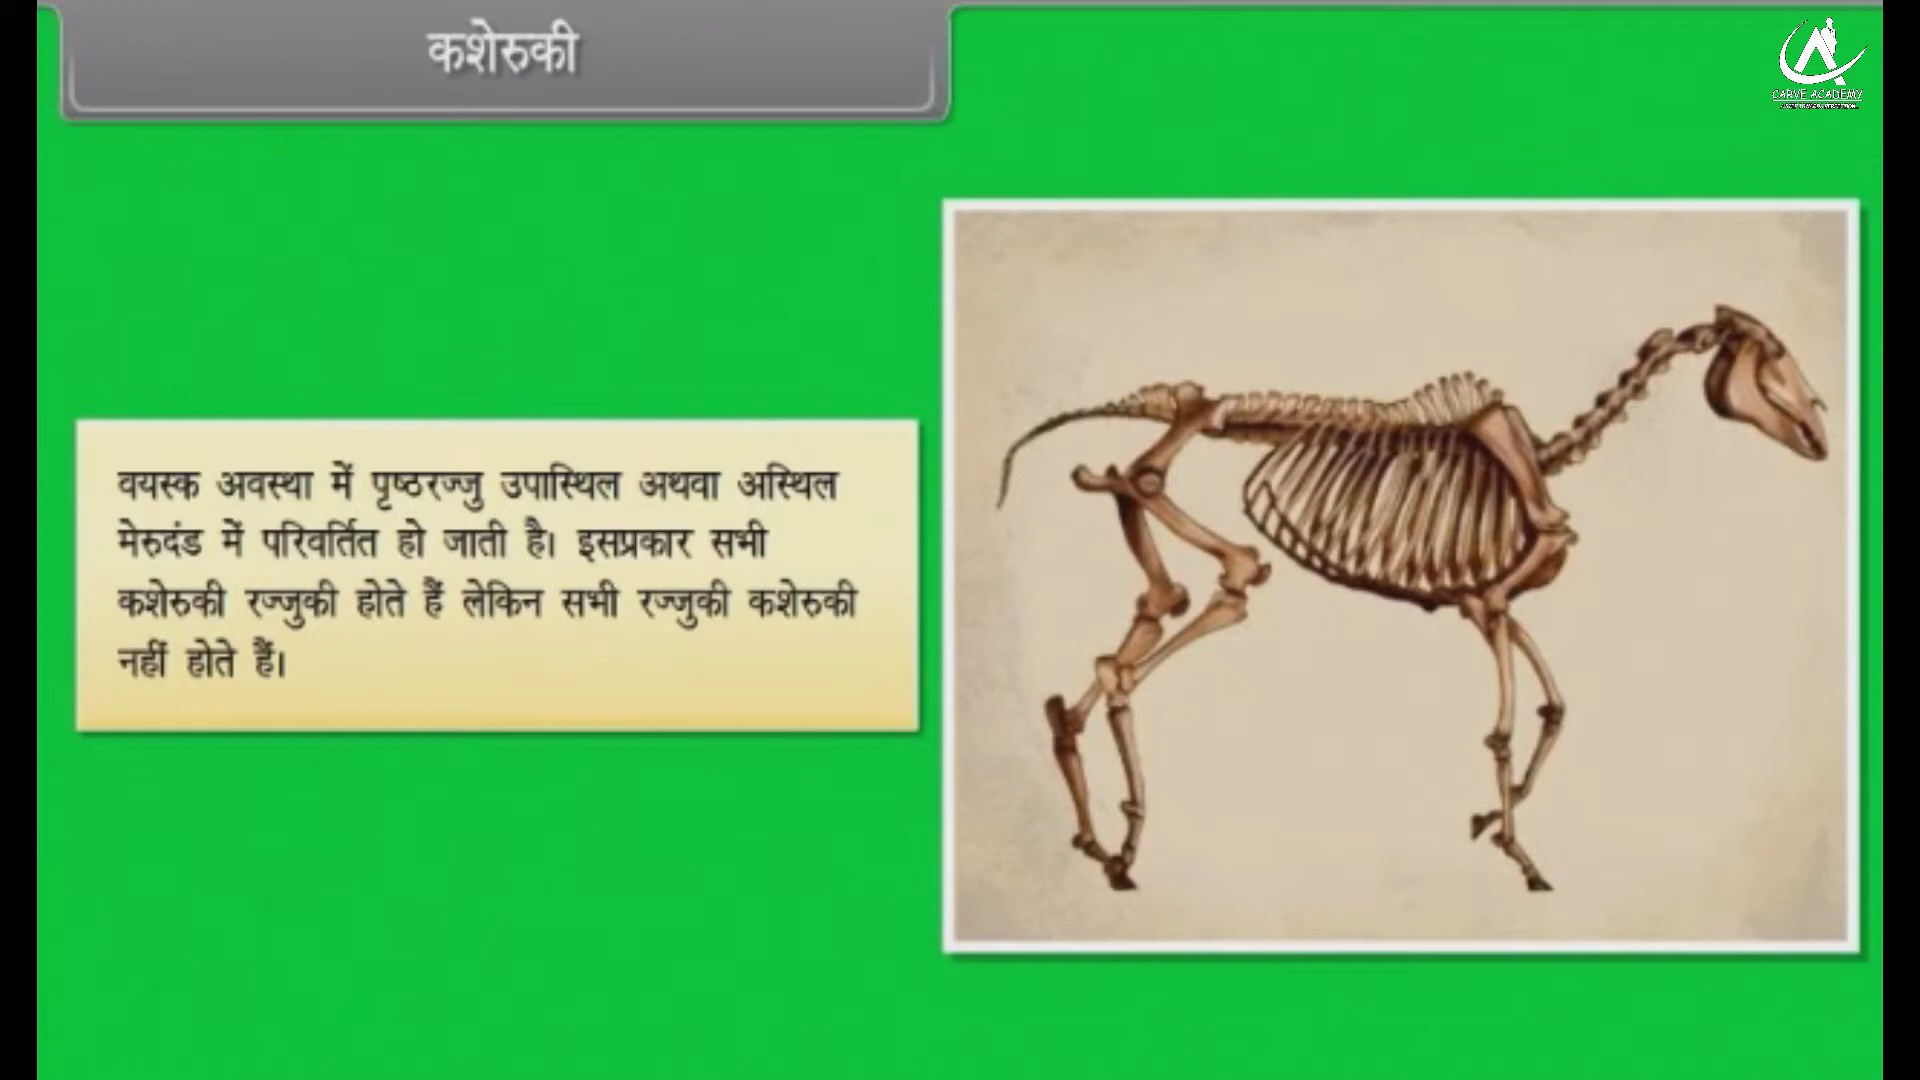 कशेरुकी
CARVE ACADEMY
वयस्क अवस्था में पृष्ठरज्जु उपास्थिल अथवा अस्थिल
मेरुदंड में परिवर्तित हो जाती है। इसप्रकार सभी
कशेरुकी रज्जुकी होते हैं लेकिन सभी रज्जुकी कशेरुकी
नहीं होते हैं।